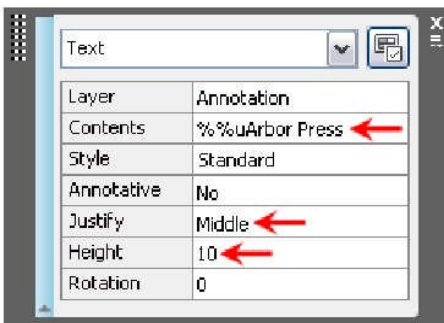 Text
Layer Annotation
Contents %%uArbor Press
Style Standard
Annotative No
Justify Middle
Height 10
Rotation 0